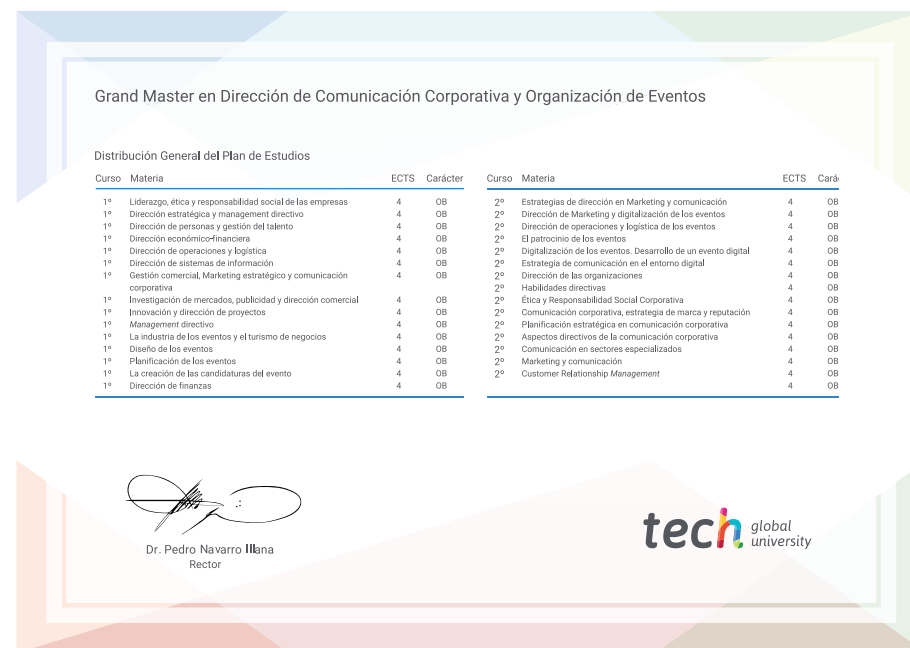 Grand Master en Dirección de Comunicación Corporativa y Organización de Eventos
Distribución General del Plan de Estudios
Curso Materia ECTS Carácter
1º Liderazgo, ética y responsabilidad social de las empresas 4 OB
1º Dirección estratégica y management directivo 4 OB
1º Dirección de personas y gestión del talento 4 OB
1º Dirección económico-financiera 4 OB
1º Dirección de operaciones y logística 4 OB
1º Dirección de sistemas de información 4 OB
1º Gestión comercial, Marketing estratégico y comunicación 4 OB
corporativa
1º Investigación de mercados, publicidad y dirección comercial 4 OB
1º Innovación y dirección de proyectos 4 OB
1º Management directivo 4 OB
1º La industria de los eventos y el turismo de negocios 4 OB
1º Diseño de los eventos 4 OB
1º Planificación de los eventos 4 OB
1º La creación de las candidaturas del evento 4 OB
1º Dirección de finanzas 4 OB
Curso Materia ECTS Cará
2º Estrategias de dirección en Marketing y comunicación 4 OB
2º Dirección de Marketing y digitalización de los eventos 4 OB
2º Dirección de operaciones y logística de los eventos 4 OB
2º El patrocinio de los eventos 4 OB
2º Digitalización de los eventos. Desarrollo de un evento digital 4 OB
2º Estrategia de comunicación en el entorno digital 4 OB
2º Dirección de las organizaciones 4 OB
2º Habilidades directivas 4 OB
2º Ética y Responsabilidad Social Corporativa 4 OB
2º Comunicación corporativa, estrategia de marca y reputación 4 OB
2º Planificación estratégica en comunicación corporativa 4 OB
2º Aspectos directivos de la comunicación corporativa 4 OB
2º Comunicación en sectores especializados 4 OB
2º Marketing y comunicación 4 OB
2º Customer Relationship Management 4 OB
4 OB
Dr. Pedro Navarro Illana
Rector
tech global
university